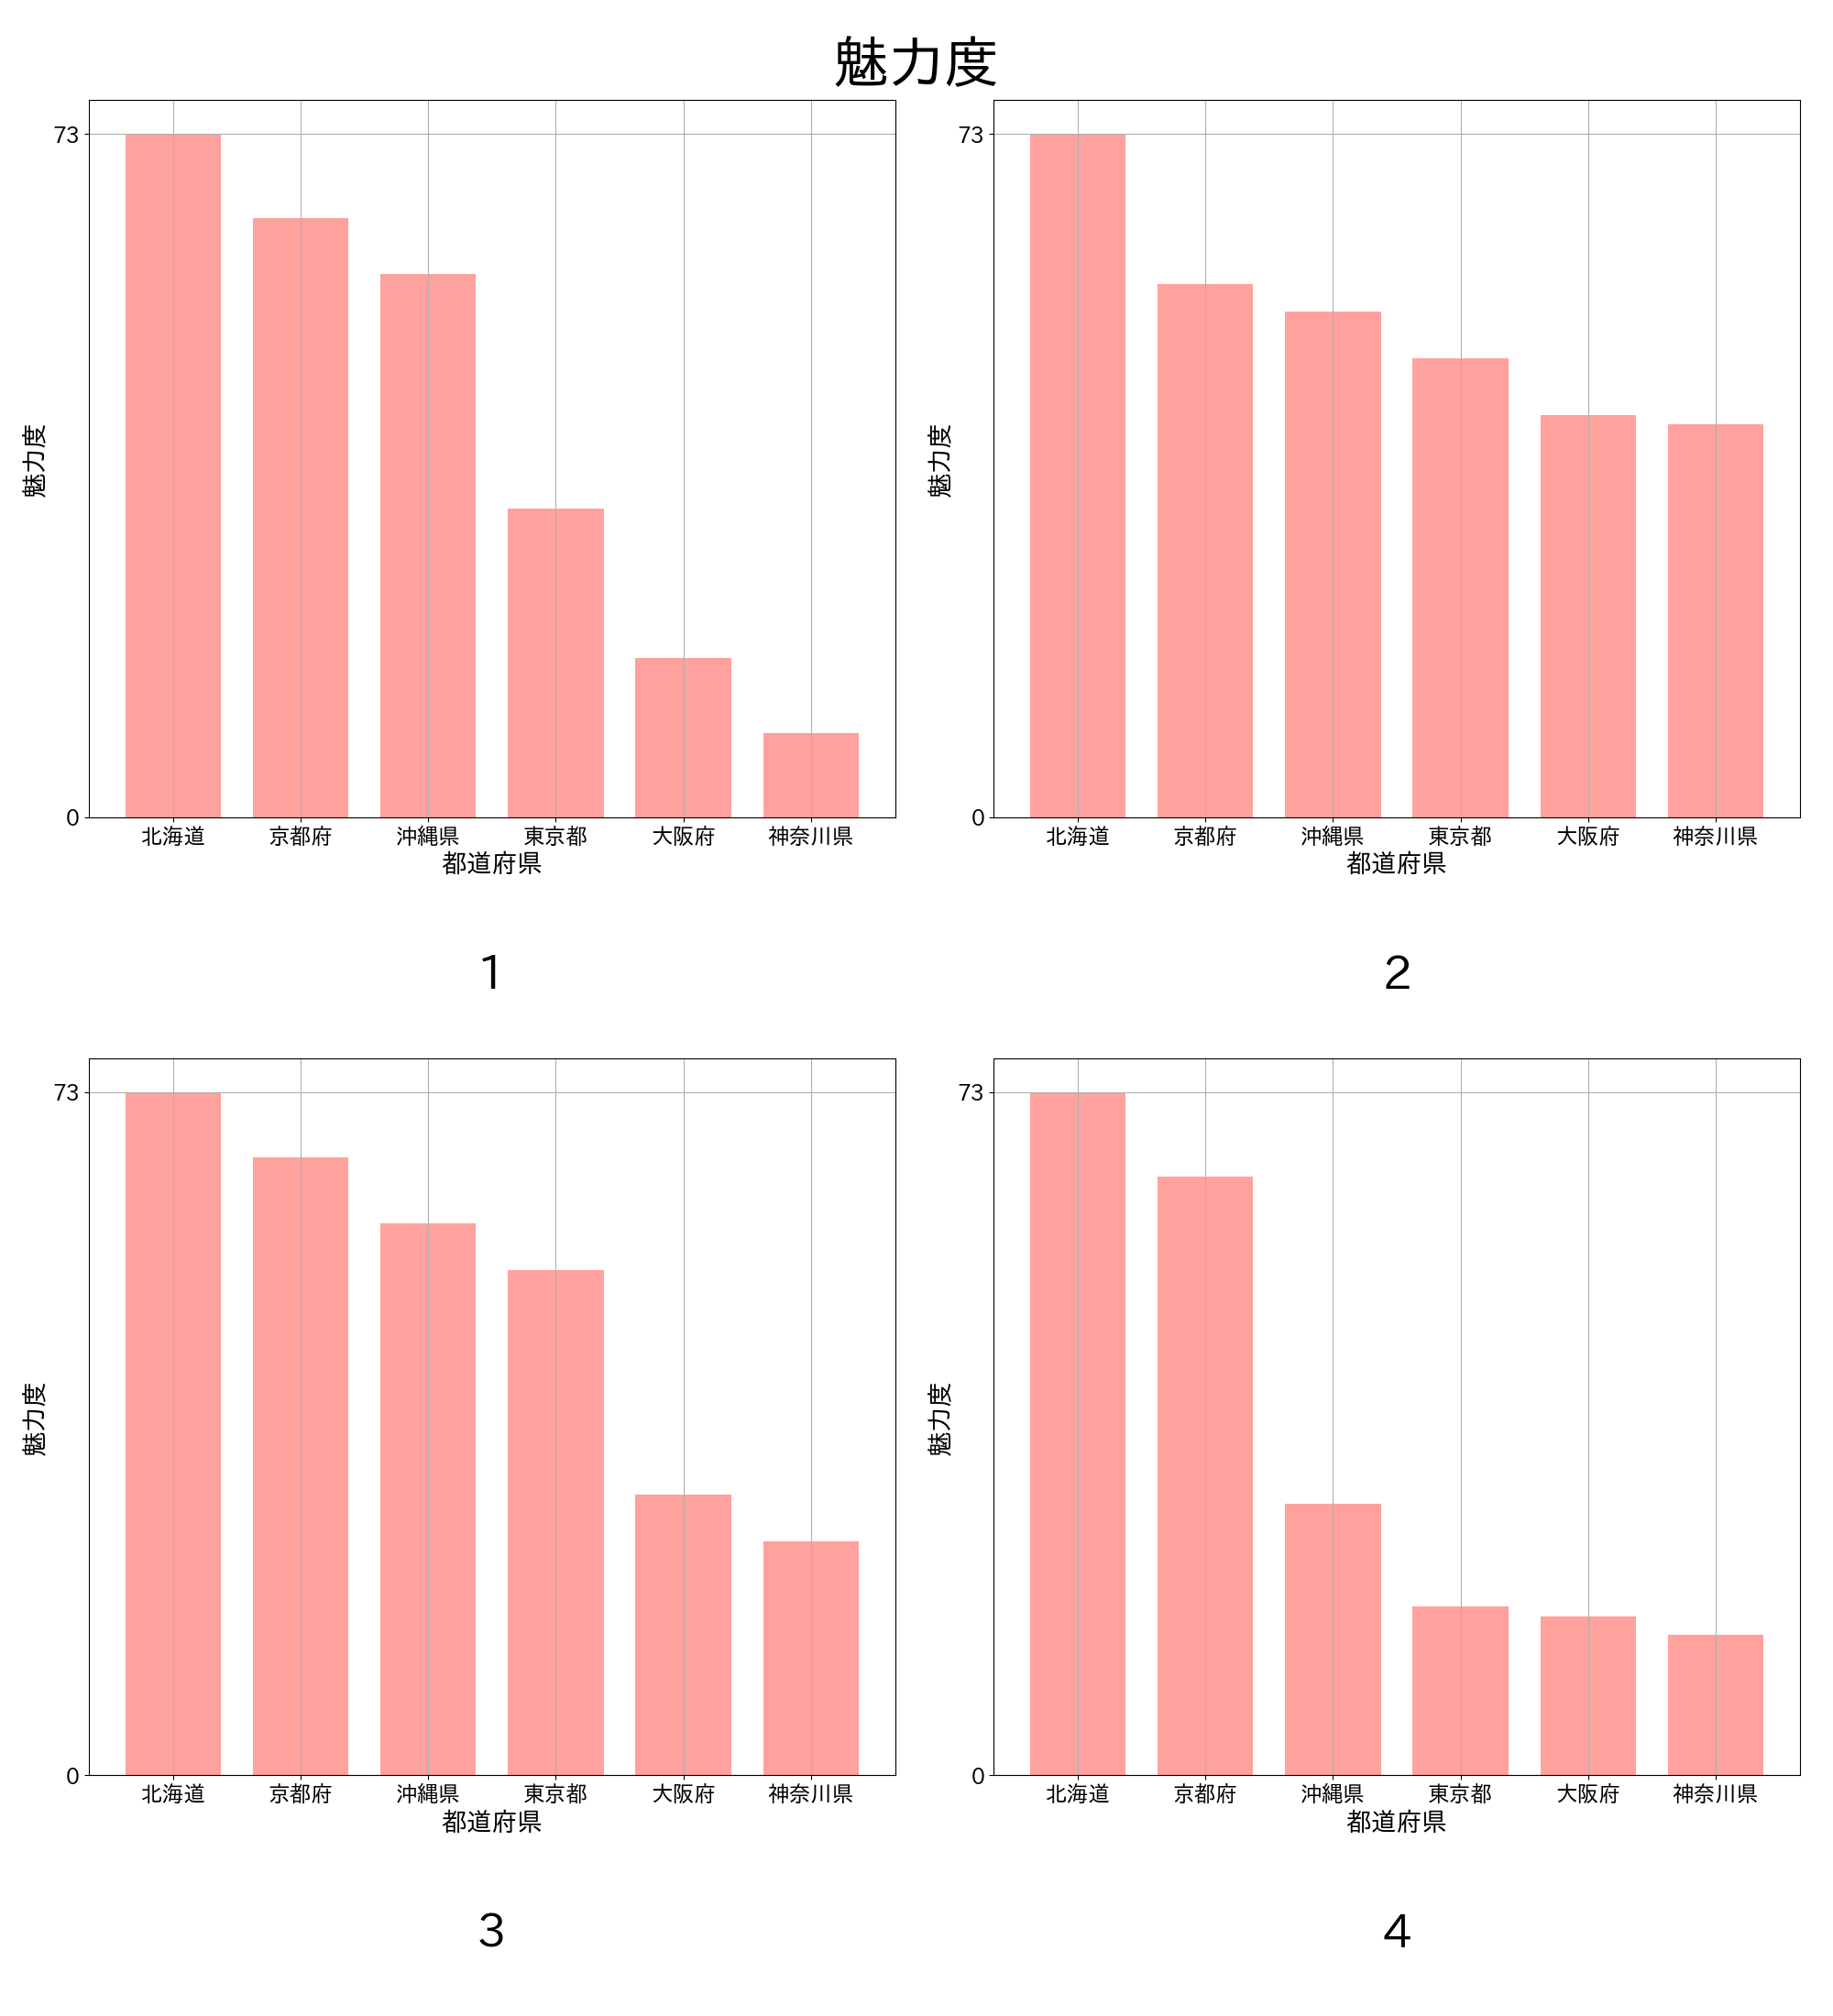 魅力度
73
0
魅力度
北海道 京都府 沖縄県 東京都 大阪府 神奈川県
都道府県
1
73
0
魅力度
北海道 京都府 沖縄県 東京都 大阪府 神奈川県
都道府県
2
73
0
魅力度
北海道 京都府 沖縄県 東京都 大阪府 神奈川県
都道府県
3
73
0
魅力度
北海道 京都府 沖縄県 東京都 大阪府 神奈川県
都道府県
4